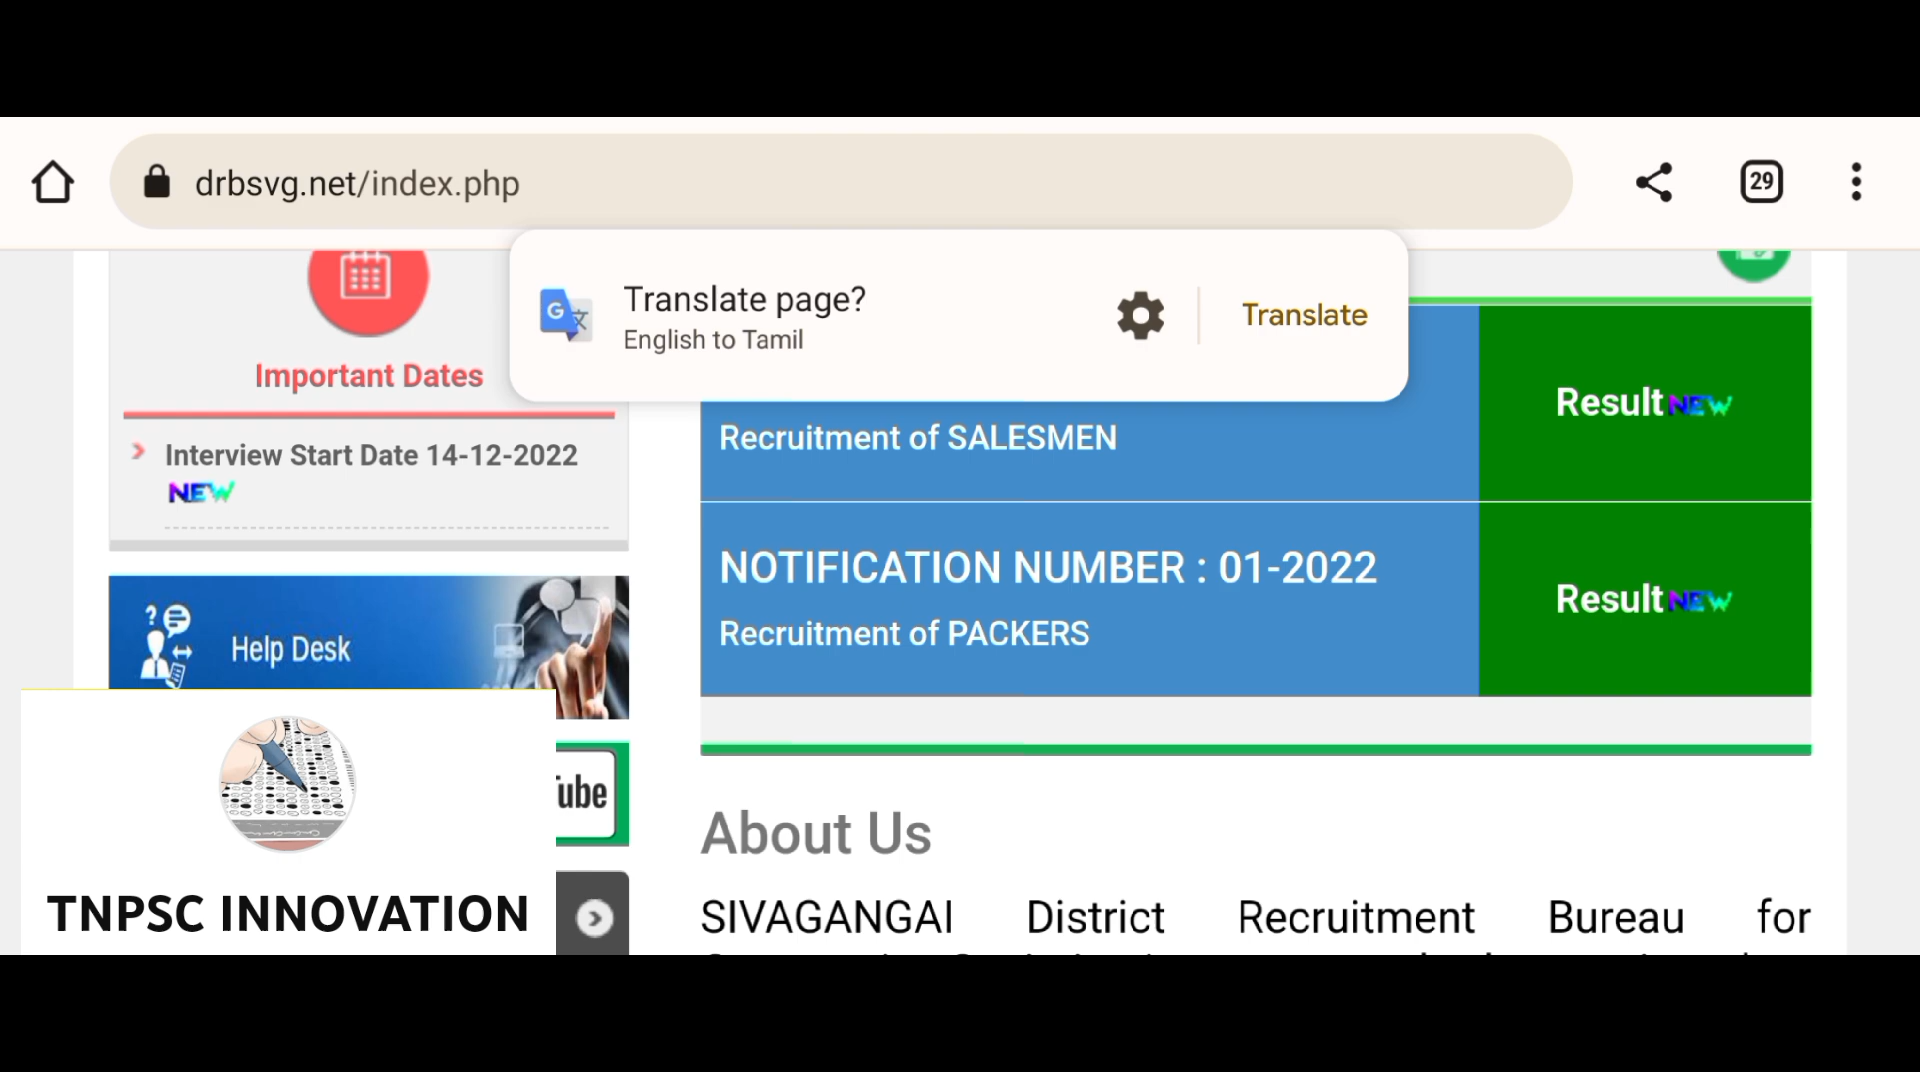 drbsvg.net/index.php
29
Translate page?
English to Tamil
Translate
Important Dates
Interview Start Date 14-12-2022
NEW
Help Desk
ube
TNPSC INNOVATION
Recruitment of SALESMEN
Result NEW
NOTIFICATION NUMBER : 01-2022
Recruitment of PACKERS
Result NEW
About Us
SIVAGANGAI District Recruitment Bureau for